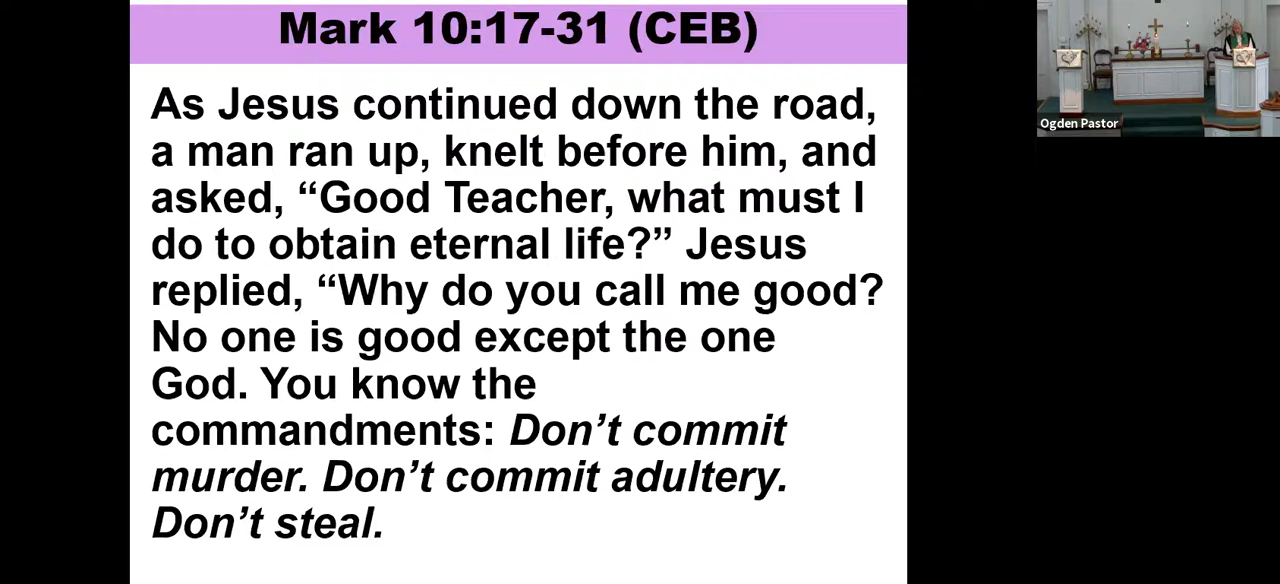 Mark 10:17-31 (CEB)
As Jesus continued down the road,
a man ran up, knelt before him, and
asked, “Good Teacher, what must I
do to obtain eternal life?” Jesus
replied, “Why do you call me good?
No one is good except the one
God. You know the
commandments: Don’t commit
murder. Don’t commit adultery.
Don’t steal.
Ogden Pastor